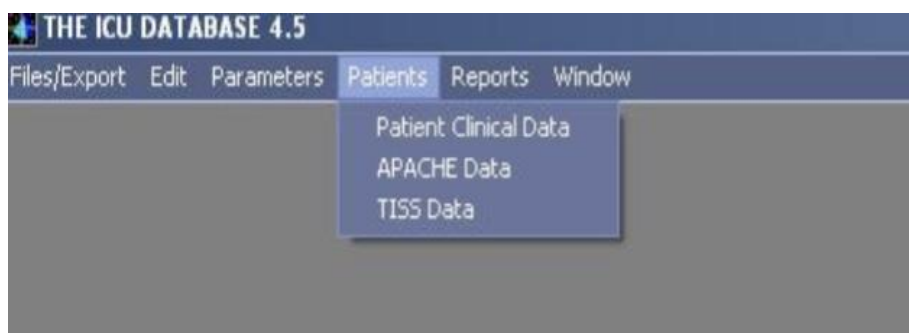 THE ICU DATABASE 4.5
Files/Export Edit Parameters Patients Reports Window
Patient Clinical Data
APACHE Data
TISS Data